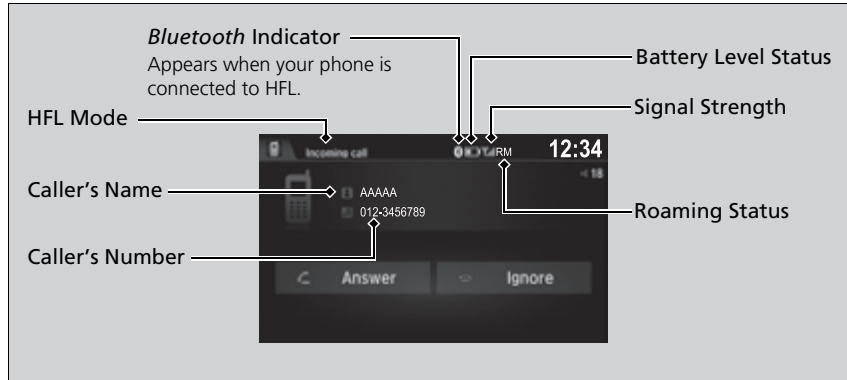 Bluetooth Indicator
Appears when your phone is
connected to HFL.
Battery Level Status
Signal Strength
HFL Mode
Incoming call
RM
12:34
18
Caller's Name
AAAAA
012-3456789
Roaming Status
Caller's Number
Answer
Ignore